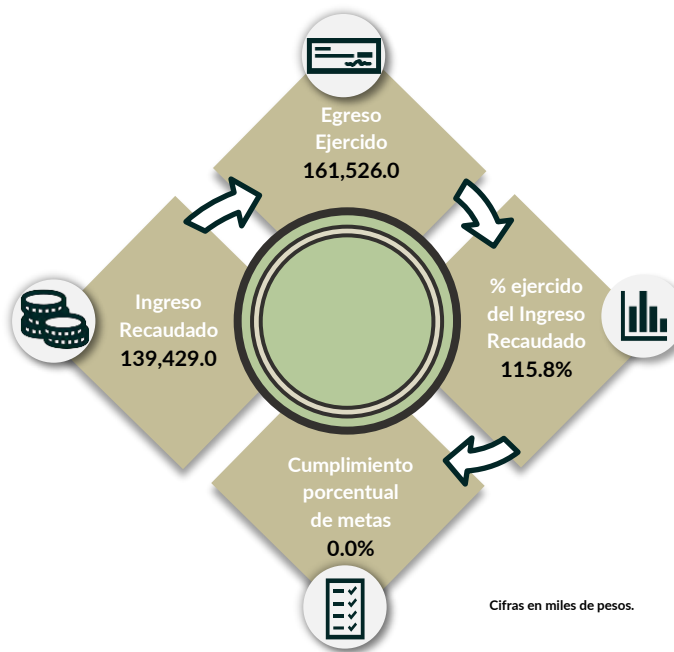 Egreso
Ejercido
161,526.0
Ingreso
Recaudado
139,429.0
% ejercido
del Ingreso
Recaudado
115.8%
Cumplimiento
porcentual
de metas
0.0%
Cifras en miles de pesos.